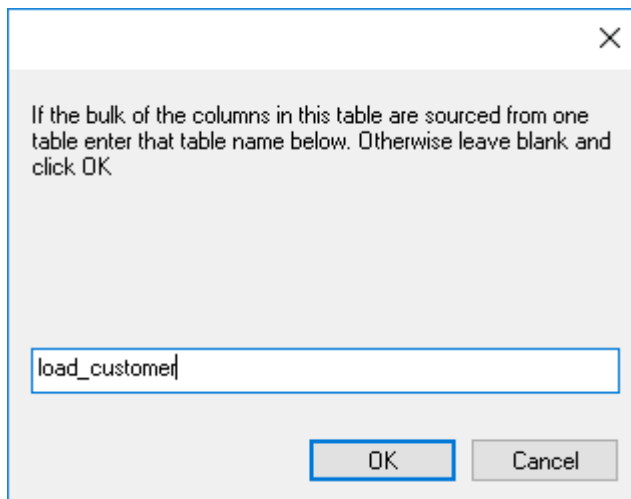 If the bulk of the columns in this table are sourced from one
table enter that table name below. Otherwise leave blank and
click OK
load_customer
OK
Cancel